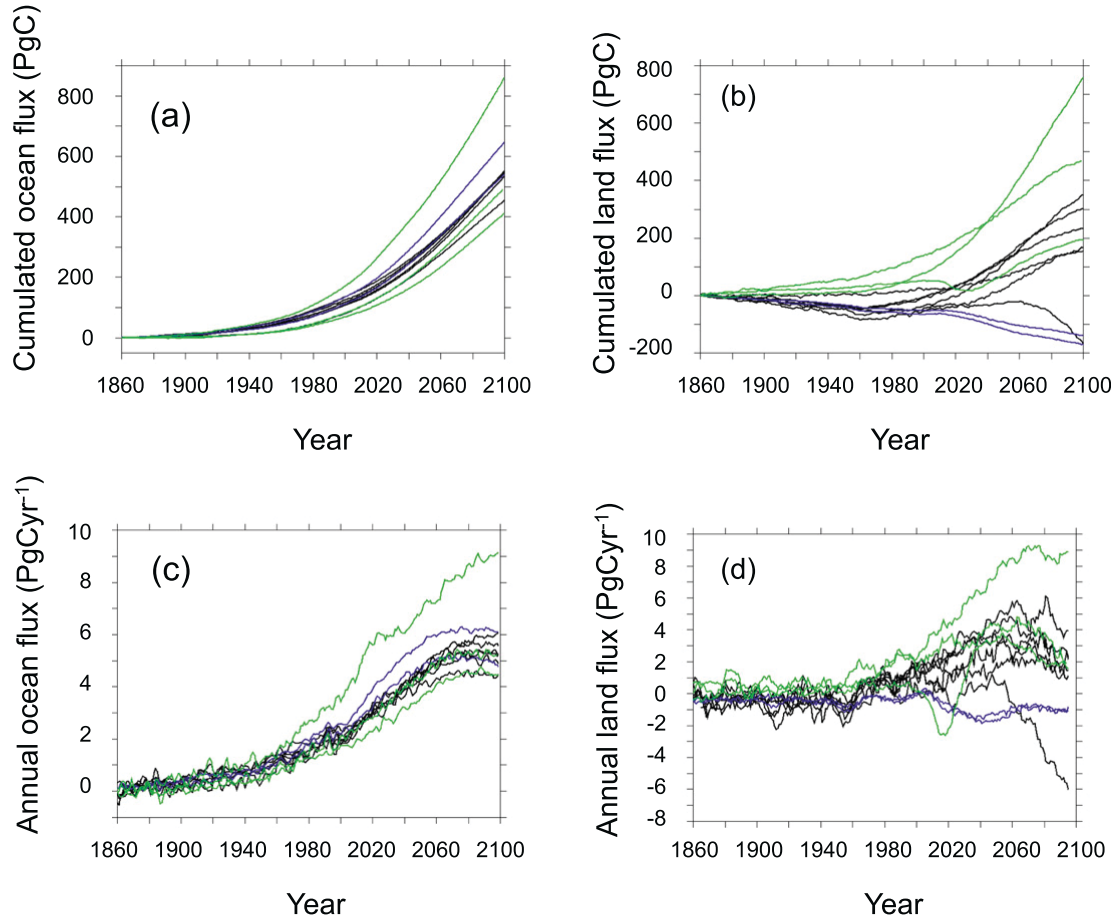 Cumulated ocean flux (PgC)
800
600
400
200
0
(a)
1860 1900 1940 1980 2020 2060 2100
Year
Cumulated land flux (PgC)
800
600
400
200
0
-200
(b)
1860 1900 1940 1980 2020 2060 2100
Year
Annual ocean flux (PgCyr-1)
10
8
6
4
2
0
(c)
1860 1900 1940 1980 2020 2060 2100
Year
Annual land flux (PgCyr-1)
10
8
6
4
2
0
-2
-4
-6
-8
(d)
1860 1900 1940 1980 2020 2060 2100
Year